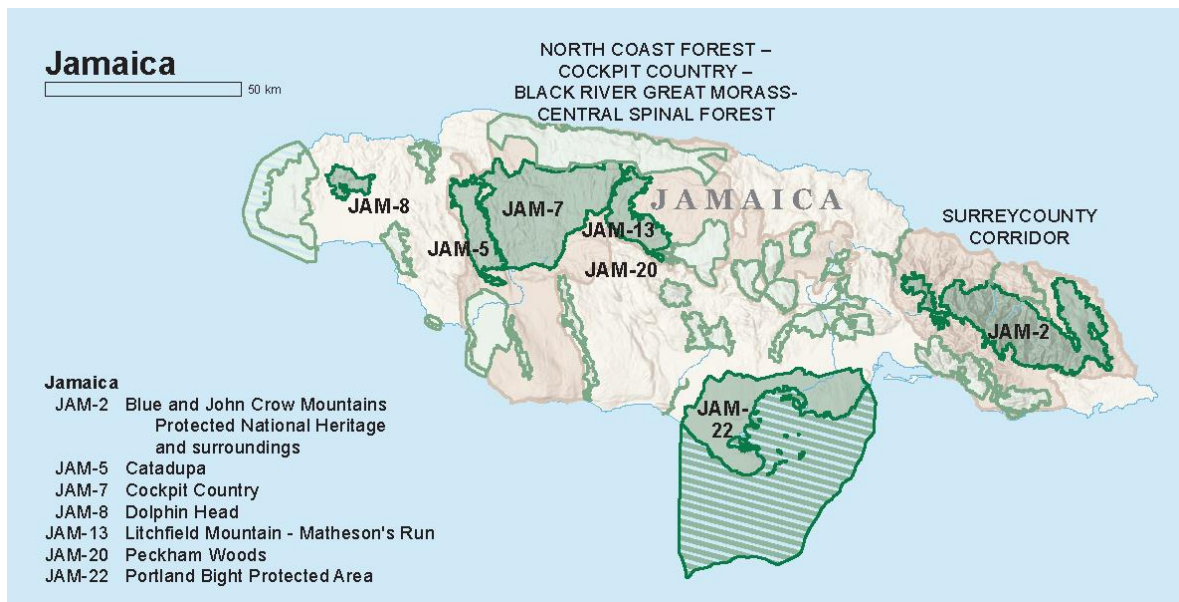 Jamaica
50 km
NORTH COAST FOREST –
COCKPIT COUNTRY –
BLACK RIVER GREAT MORASS-
CENTRAL SPINAL FOREST
JAMAICA
JAM-8
JAM-7
JAM-13
JAM-5
JAM-20
SURREYCOUNTY
CORRIDOR
JAM-2
JAM-
22
Jamaica
JAM-2 Blue and John Crow Mountains
Protected National Heritage
and surroundings
JAM-5 Catadupa
JAM-7 Cockpit Country
JAM-8 Dolphin Head
JAM-13 Litchfield Mountain - Matheson's Run
JAM-20 Peckham Woods
JAM-22 Portland Bight Protected Area